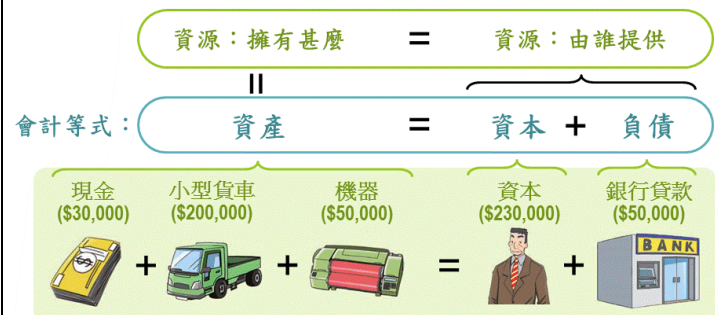 資源：擁有甚麼 = 資源：由誰提供
=
會計等式： 資產 = 資本 + 負債
現金 小型貨車 機器 資本 銀行貸款
($30,000) ($200,000) ($50,000) ($230,000) ($50,000)
BANK
+ + = +